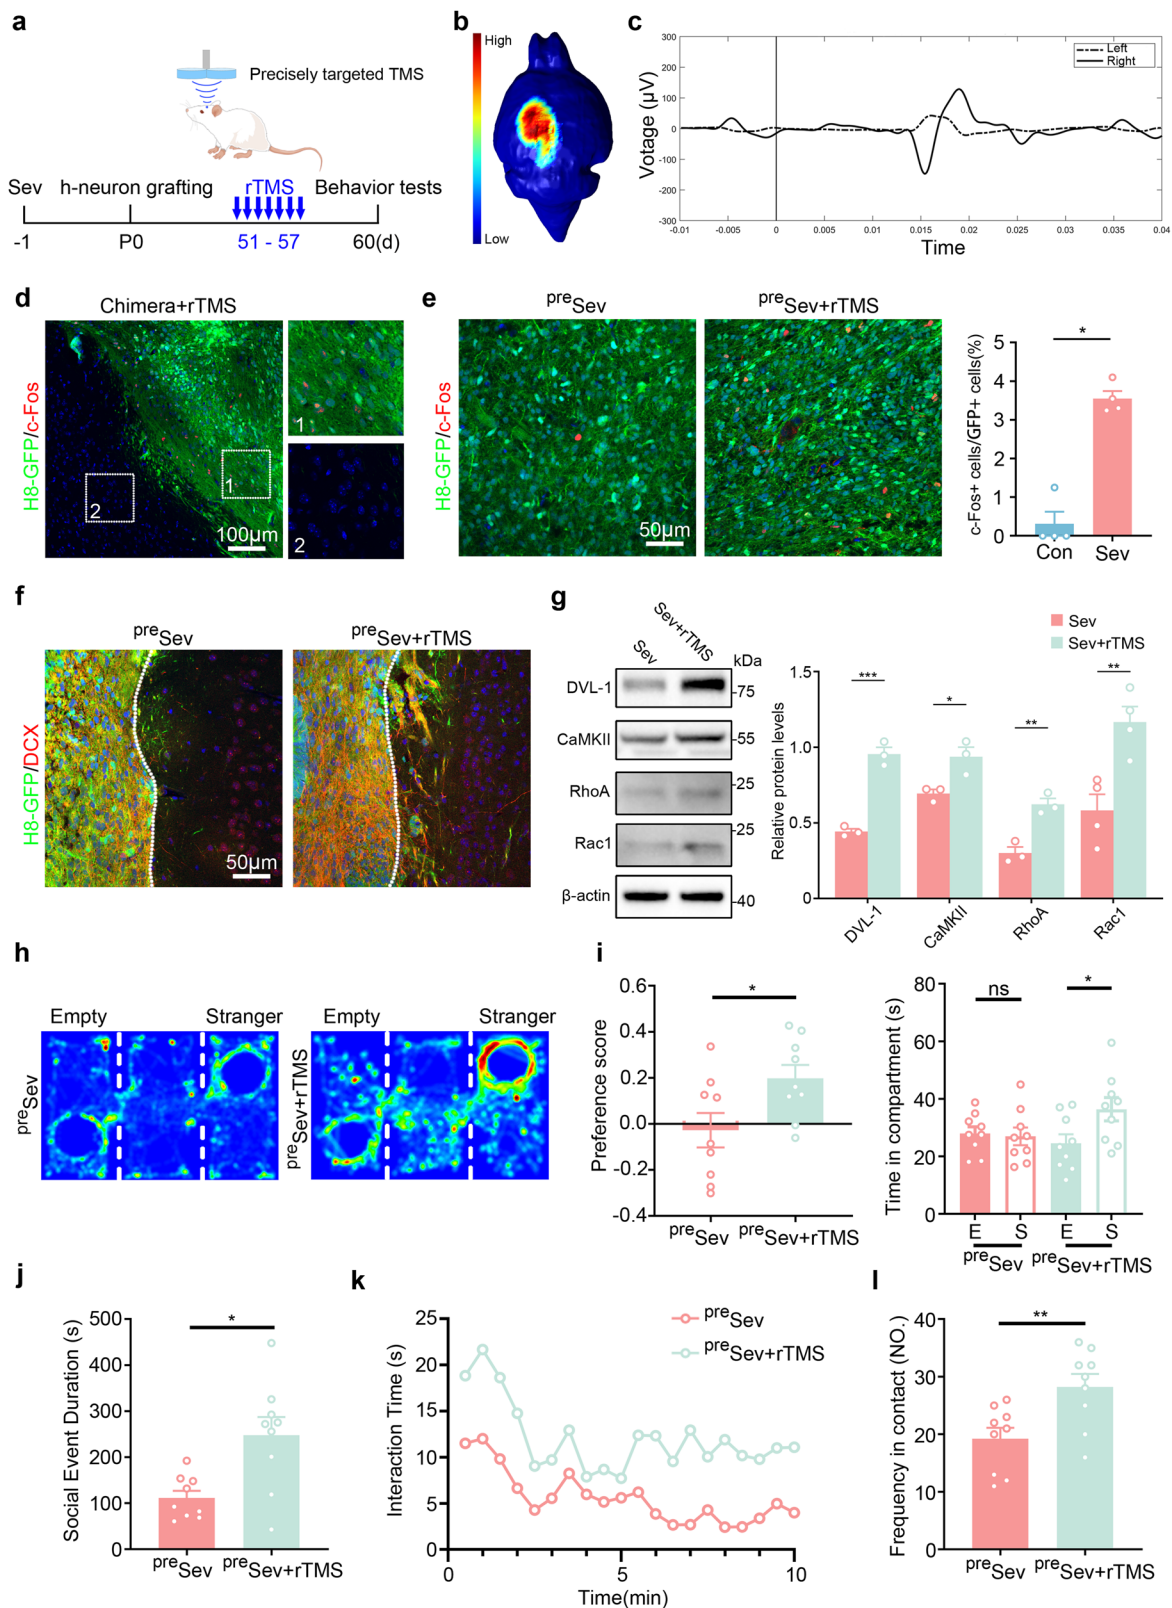 a
Precisely targeted TMS
Sev h-neuron grafting rTMS Behavior tests
-1 P0 51 - 57 60(d)
b
High
Low
c
Votage (µV)
300
200
100
0
-100
-200
-300
Left
Right
-0.01 -0.005 0 0.005 0.01 0.015 0.02 0.025 0.03 0.035 0.04
Time
d
Chimera+rTMS
H8-GFP/c-Fos
1
2
100µm
1
2
e
preSev
preSev+rTMS
H8-GFP/c-Fos
50µm
c-Fos+ cells/GFP+ cells(%)
5
4
3
2
1
0
*
Con Sev
f
preSev
preSev+rTMS
H8-GFP/DCX
50µm
g
Sev Sev+rTMS
kDa
DVL-1
-75
CaMKII
-55
RhoA
-25
Rac1
-25
β-actin
-40
Sev
Sev+rTMS
Relative protein levels
1.5
1.0
0.5
0
***
*
**
**
DVL-1 CaMKII RhoA Rac1
h
Empty Stranger
preSev
Empty Stranger
preSev+rTMS
i
Preference score
0.6
0.4
0.2
0.0
-0.2
-0.4
*
preSev preSev+rTMS
Time in compartment (s)
80
60
40
20
0
ns
*
E S E S
preSev preSev+rTMS
j
Social Event Duration (s)
500
400
300
200
100
0
*
preSev preSev+rTMS
k
Interaction Time (s)
25
20
15
10
5
0
preSev
preSev+rTMS
0 5 10
Time(min)
l
Frequency in contact (NO.)
40
30
20
10
0
**
preSev preSev+rTMS